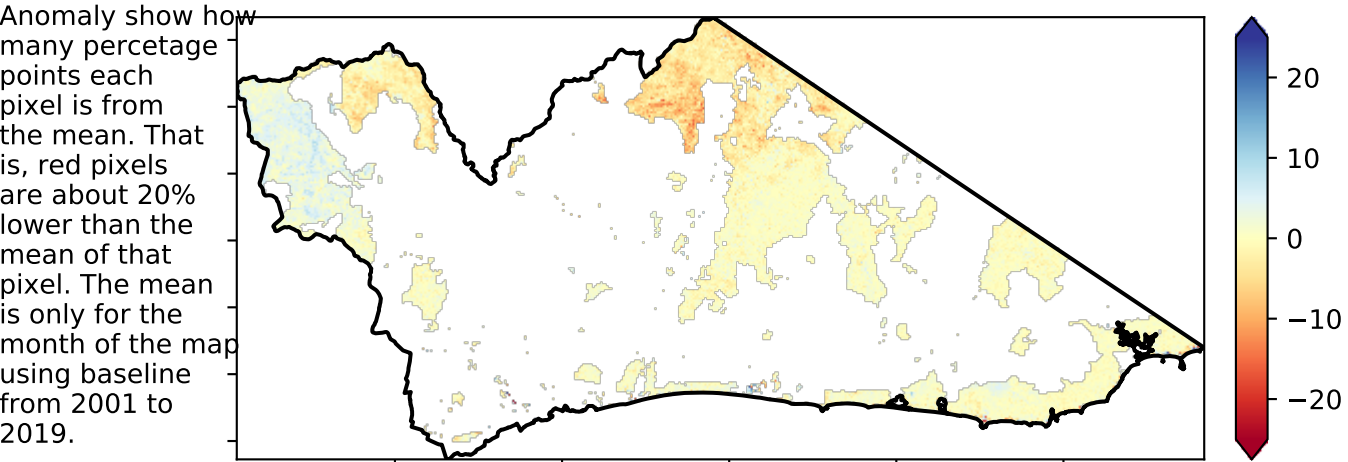 Anomaly show how
many percetage
points each
pixel is from
the mean. That
is, red pixels
are about 20%
lower than the
mean of that
pixel. The mean
is only for the
month of the map
using baseline
from 2001 to
2019.
20
10
0
−10
−20